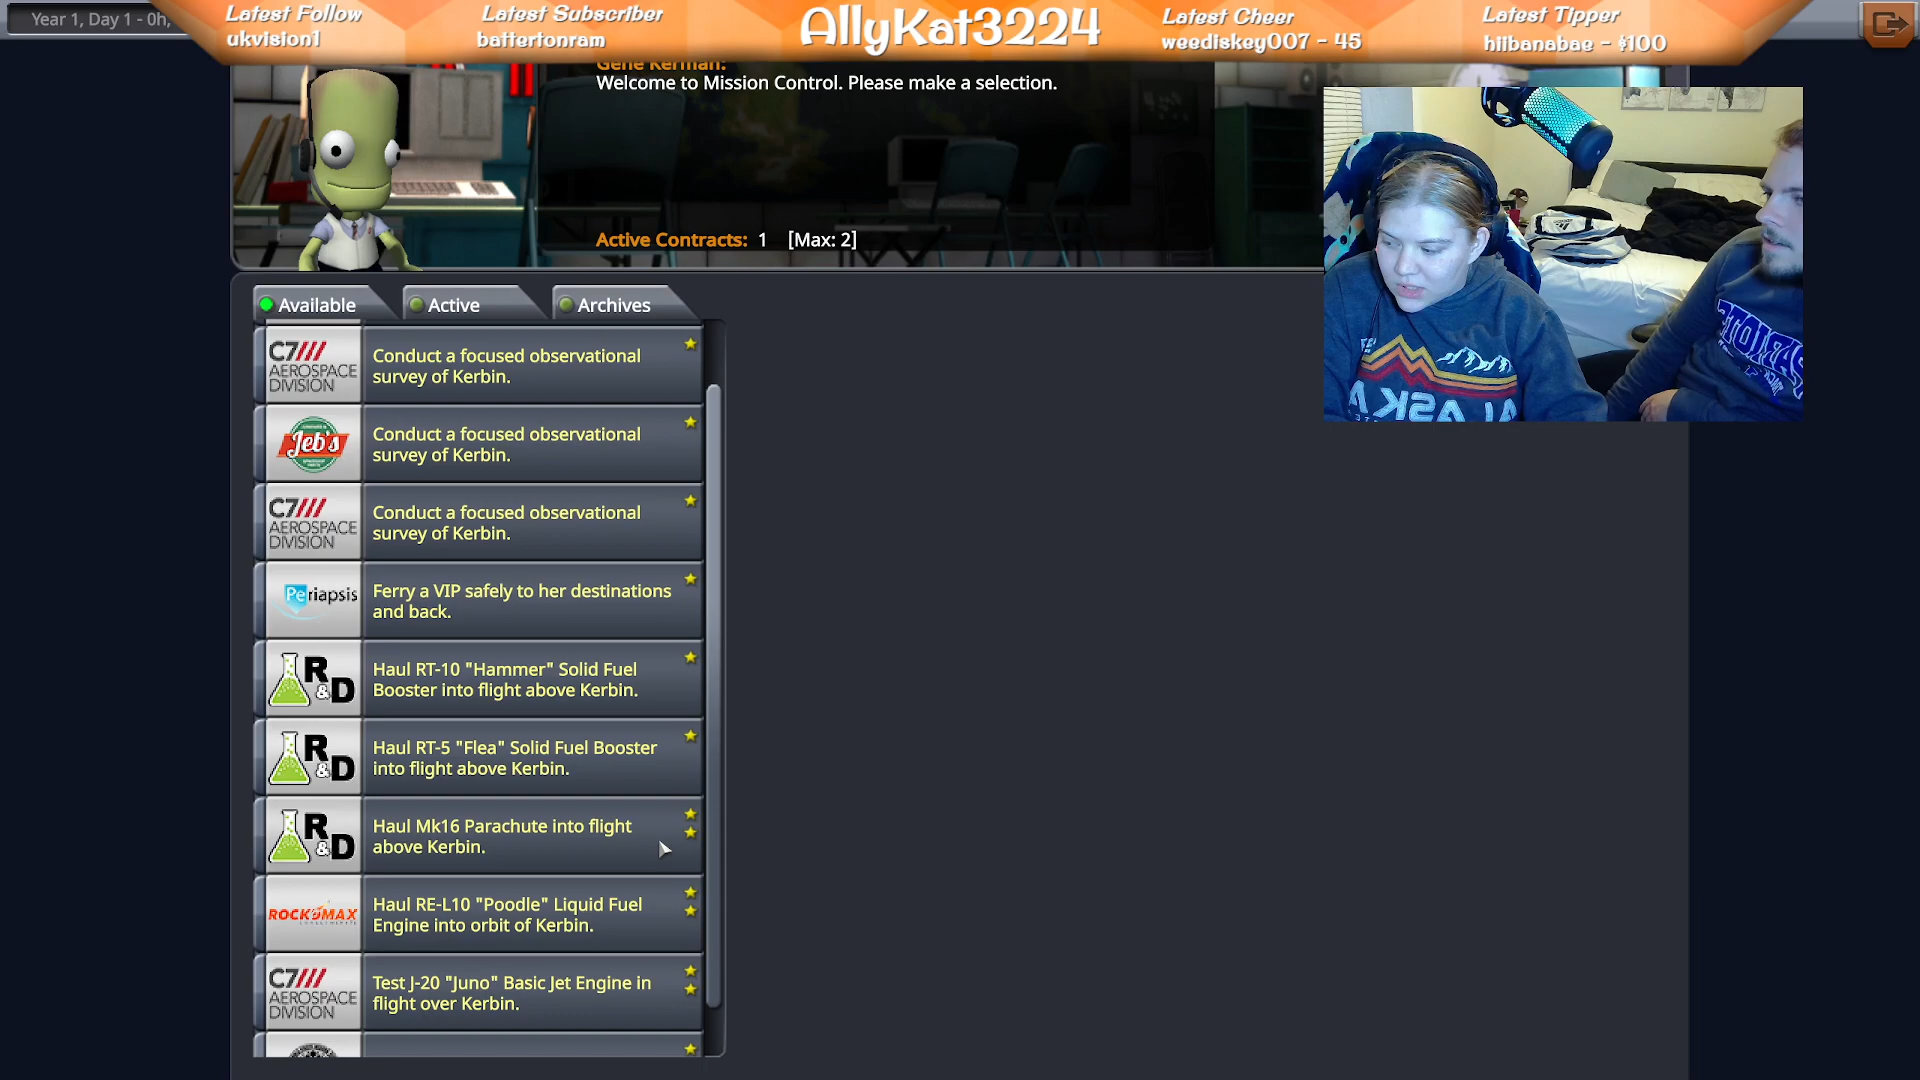 Year 1, Day 1 - 0h,
Latest Follow
ukvision1
Latest Subscriber
battertonram
AllyKat3224
Latest Cheer
weediskey007 - 45
Latest Tipper
hiibanabae - $100
Gene Kerman:
Welcome to Mission Control. Please make a selection.
Active Contracts: 1 [Max: 2]
Available
Active
Archives
C7///
AEROSPACE
DIVISION
Conduct a focused observational
survey of Kerbin.
Jeb's
Conduct a focused observational
survey of Kerbin.
C7///
AEROSPACE
DIVISION
Conduct a focused observational
survey of Kerbin.
Periapsis
Ferry a VIP safely to her destinations
and back.
R&D
Haul RT-10 "Hammer" Solid Fuel
Booster into flight above Kerbin.
R&D
Haul RT-5 "Flea" Solid Fuel Booster
into flight above Kerbin.
R&D
Haul Mk16 Parachute into flight
above Kerbin.
ROCKOMAX
Haul RE-L10 "Poodle" Liquid Fuel
Engine into orbit of Kerbin.
C7///
AEROSPACE
DIVISION
Test J-20 "Juno" Basic Jet Engine in
flight over Kerbin.
ALASKA